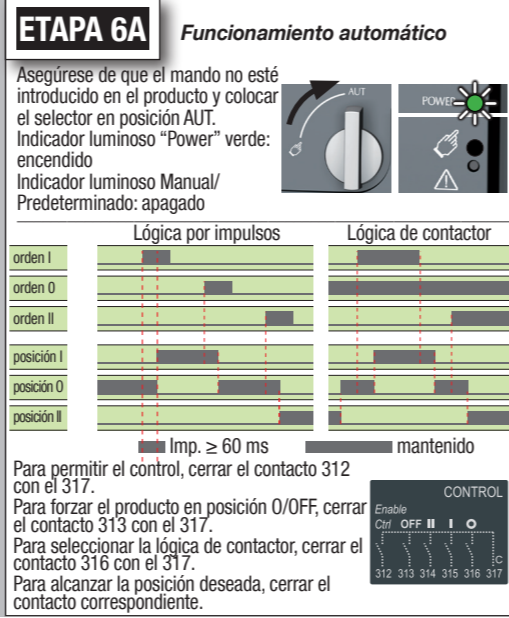 ETAPA 6A
Funcionamiento automático
Asegúrese de que el mando no esté
introducido en el producto y colocar
el selector en posición AUT.
Indicador luminoso “Power” verde:
encendido
Indicador luminoso Manual/
Predeterminado: apagado
AUT
POWER
Lógica por impulsos
Lógica de contactor
orden I
orden 0
orden II
posición I
posición 0
posición II
Imp. ≥ 60 ms
mantenido
Para permitir el control, cerrar el contacto 312
con el 317.
Para forzar el producto en posición 0/OFF, cerrar
el contacto 313 con el 317.
Para seleccionar la lógica de contactor, cerrar el
contacto 316 con el 317.
Para alcanzar la posición deseada, cerrar el
contacto correspondiente.
CONTROL
Enable
Ctrl OFF II I O
C
312 313 314 315 316 317